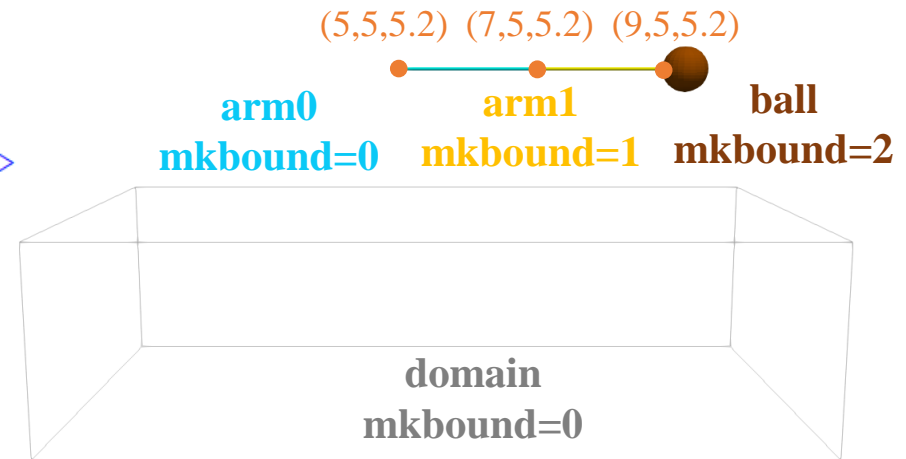 (5,5,5.2) (7,5,5.2) (9,5,5.2)
arm0
mkbound=0
arm1
mkbound=1
ball
mkbound=2
>
domain
mkbound=0